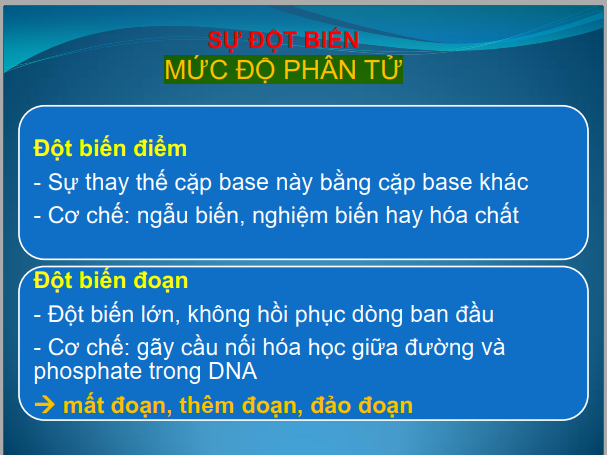 SỰ ĐỘT BIẾN
MỨC ĐỘ PHÂN TỬ
Đột biến điểm
- Sự thay thế cặp base này bằng cặp base khác
- Cơ chế: ngẫu biến, nghiệm biến hay hóa chất
Đột biến đoạn
- Đột biến lớn, không hồi phục dòng ban đầu
- Cơ chế: gãy cầu nối hóa học giữa đường và
phosphate trong DNA
→ mất đoạn, thêm đoạn, đảo đoạn